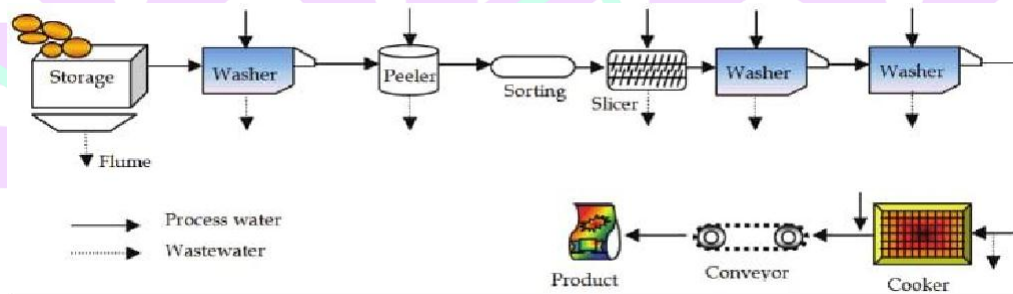 Storage
Washer
Peeler
Sorting
Slicer
Washer
Washer
Flume
Process water
Wastewater
Product
Conveyor
Cooker